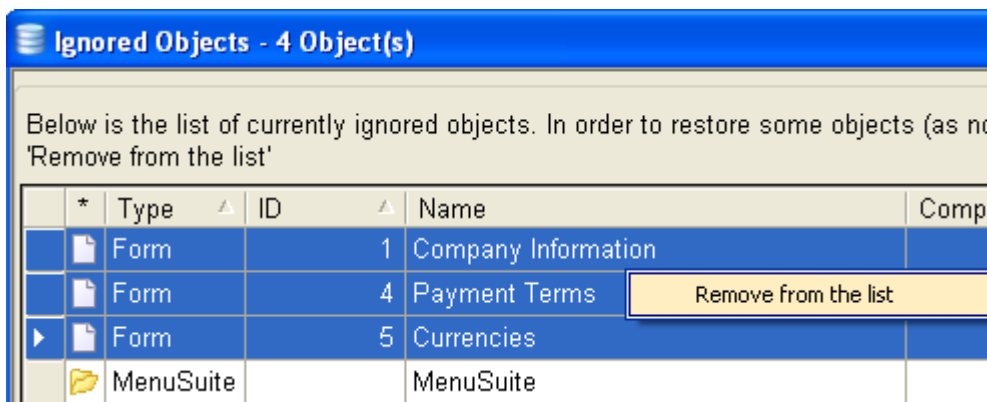 Ignored Objects - 4 Object(s)
Below is the list of currently ignored objects. In order to restore some objects (as
'Remove from the list'
* Type ID Name
Form 1 Company Information
Form 4 Payment Terms Remove from the list
Form 5 Currencies
MenuSuite MenuSuite